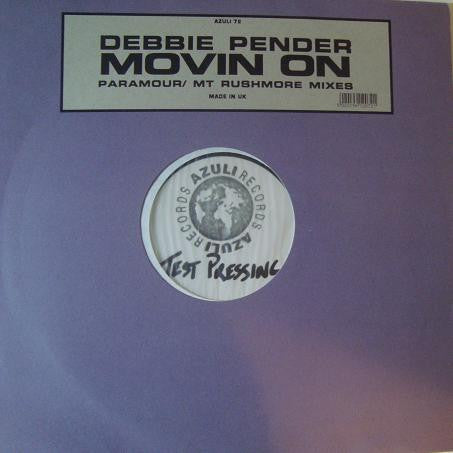 AZULI 78
DEBBIE PENDER
MOVIN ON
PARAMOUR/ MT RUSHMORE MIXES
MADE IN UK
AZULI RECORDS
AZULI RECORDS
TEST PRESSING